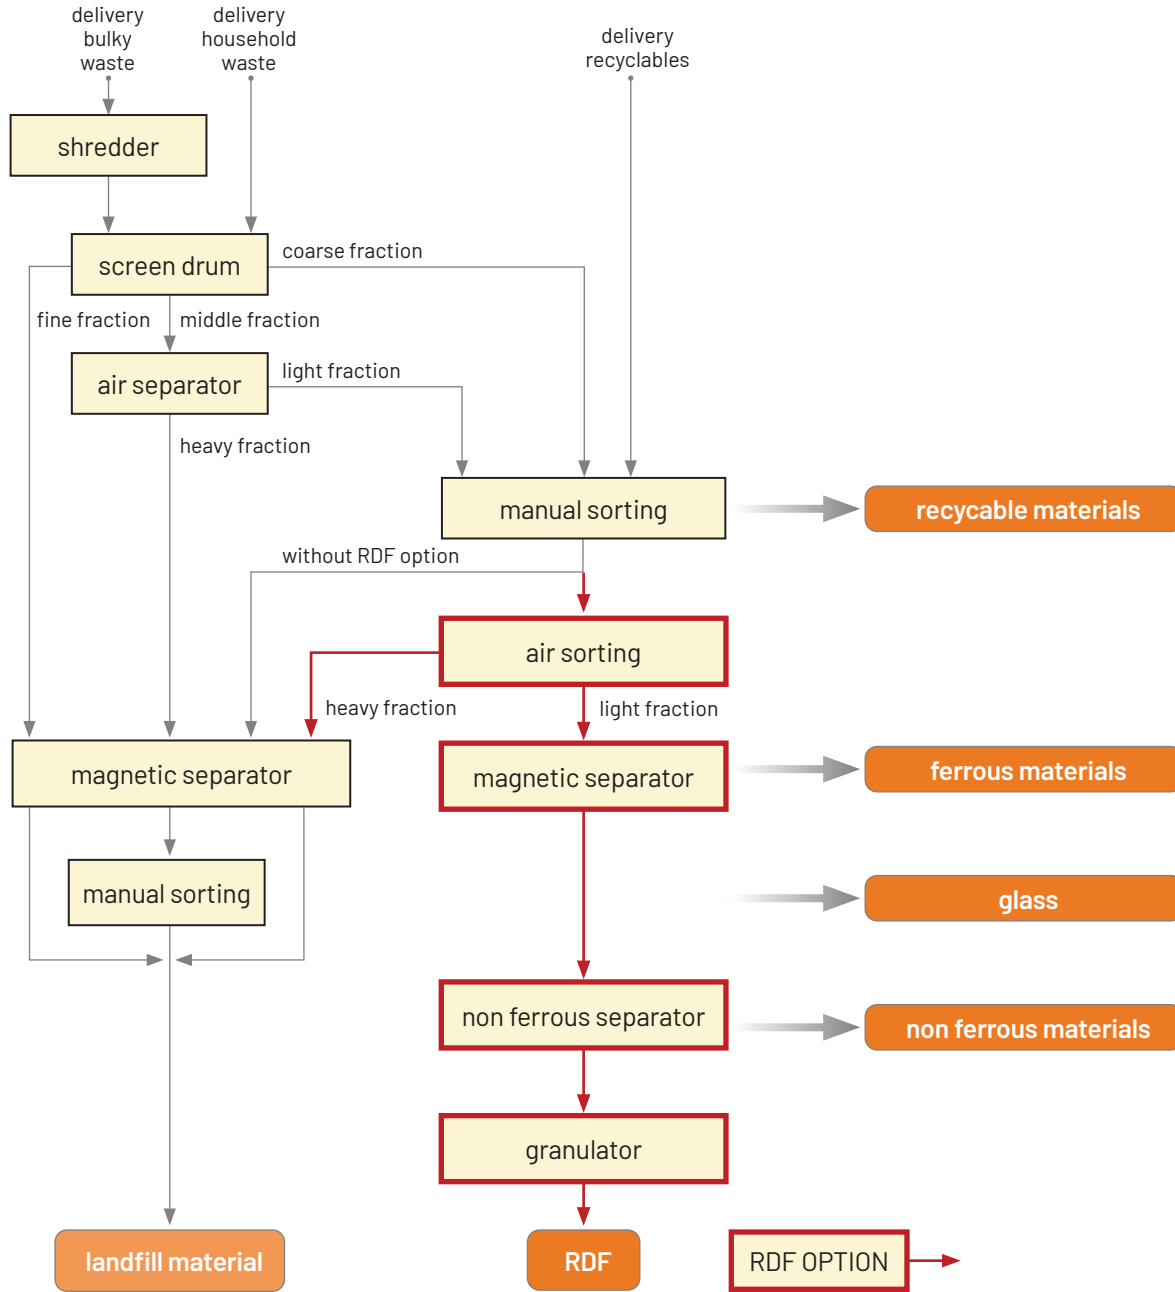 delivery
bulky
waste
delivery
household
waste
delivery
recyclables
shredder
screen drum
coarse fraction
fine fraction
middle fraction
air separator
light fraction
heavy fraction
manual sorting
recycable materials
without RDF option
air sorting
heavy fraction
light fraction
magnetic separator
magnetic separator
ferrous materials
manual sorting
glass
non ferrous separator
non ferrous materials
granulator
landfill material
RDF
RDF OPTION